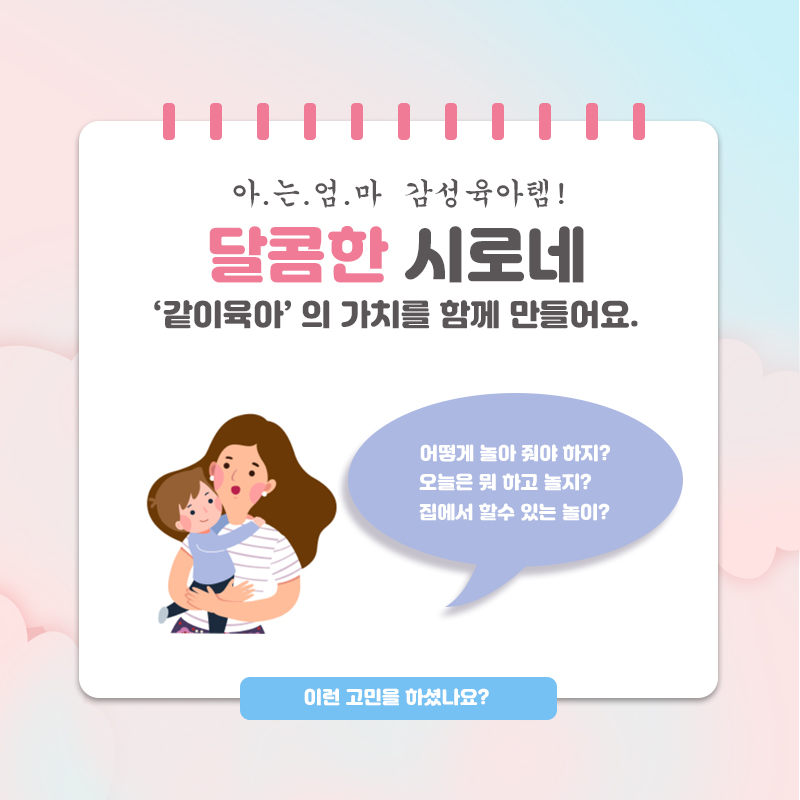 아.는.엄.마 감성육아템!
달콤한 시로네
‘같이육아’ 의 가치를 함께 만들어요.
어떻게 놀아 줘야 하지?
오늘은 뭐 하고 놀지?
집에서 할수 있는 놀이?
이런 고민을 하셨나요?